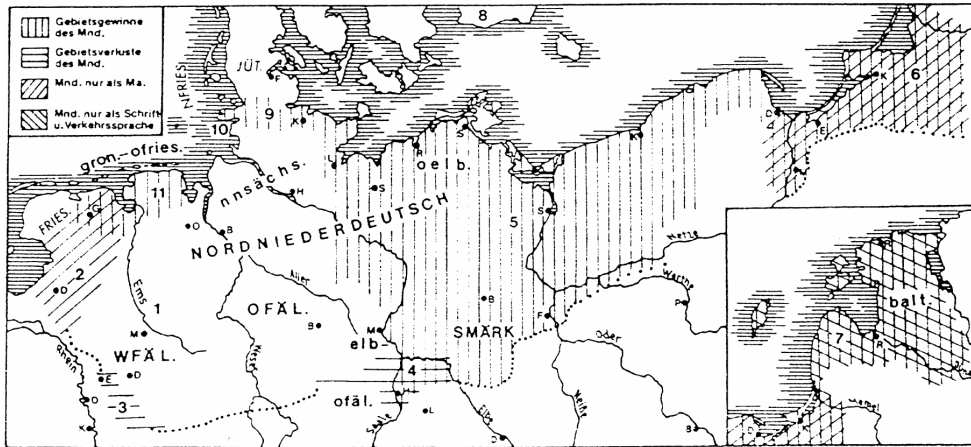 Gebietsgewinne
des Mnd.
Gebietsverluste
des Mnd.
Mnd. nur als Ma.
Mnd. nur als Schrift
u. Verkehrssprache
8
JÜT.
F
N.FRIES.
9
K
10
6
K
D
4
E
gron.-ofries.
L
S
R
oelb.
K
11
nnsächs.
H
S
FRIES.
G
O
B
NORDNIEDERDEUTSCH
5
S
2
D
Ems
1
Aller
Netze
Warthe
P
OFÄL.
B
B
M
WFÄL.
M
elb-
SMÄRK
F
Oder
Rhein
E
D
Weser
4
H
D
-3-
ofäl.
L
K
Saale
Elbe
Neiße
D
B
balt.
7
R
Memel
D
K